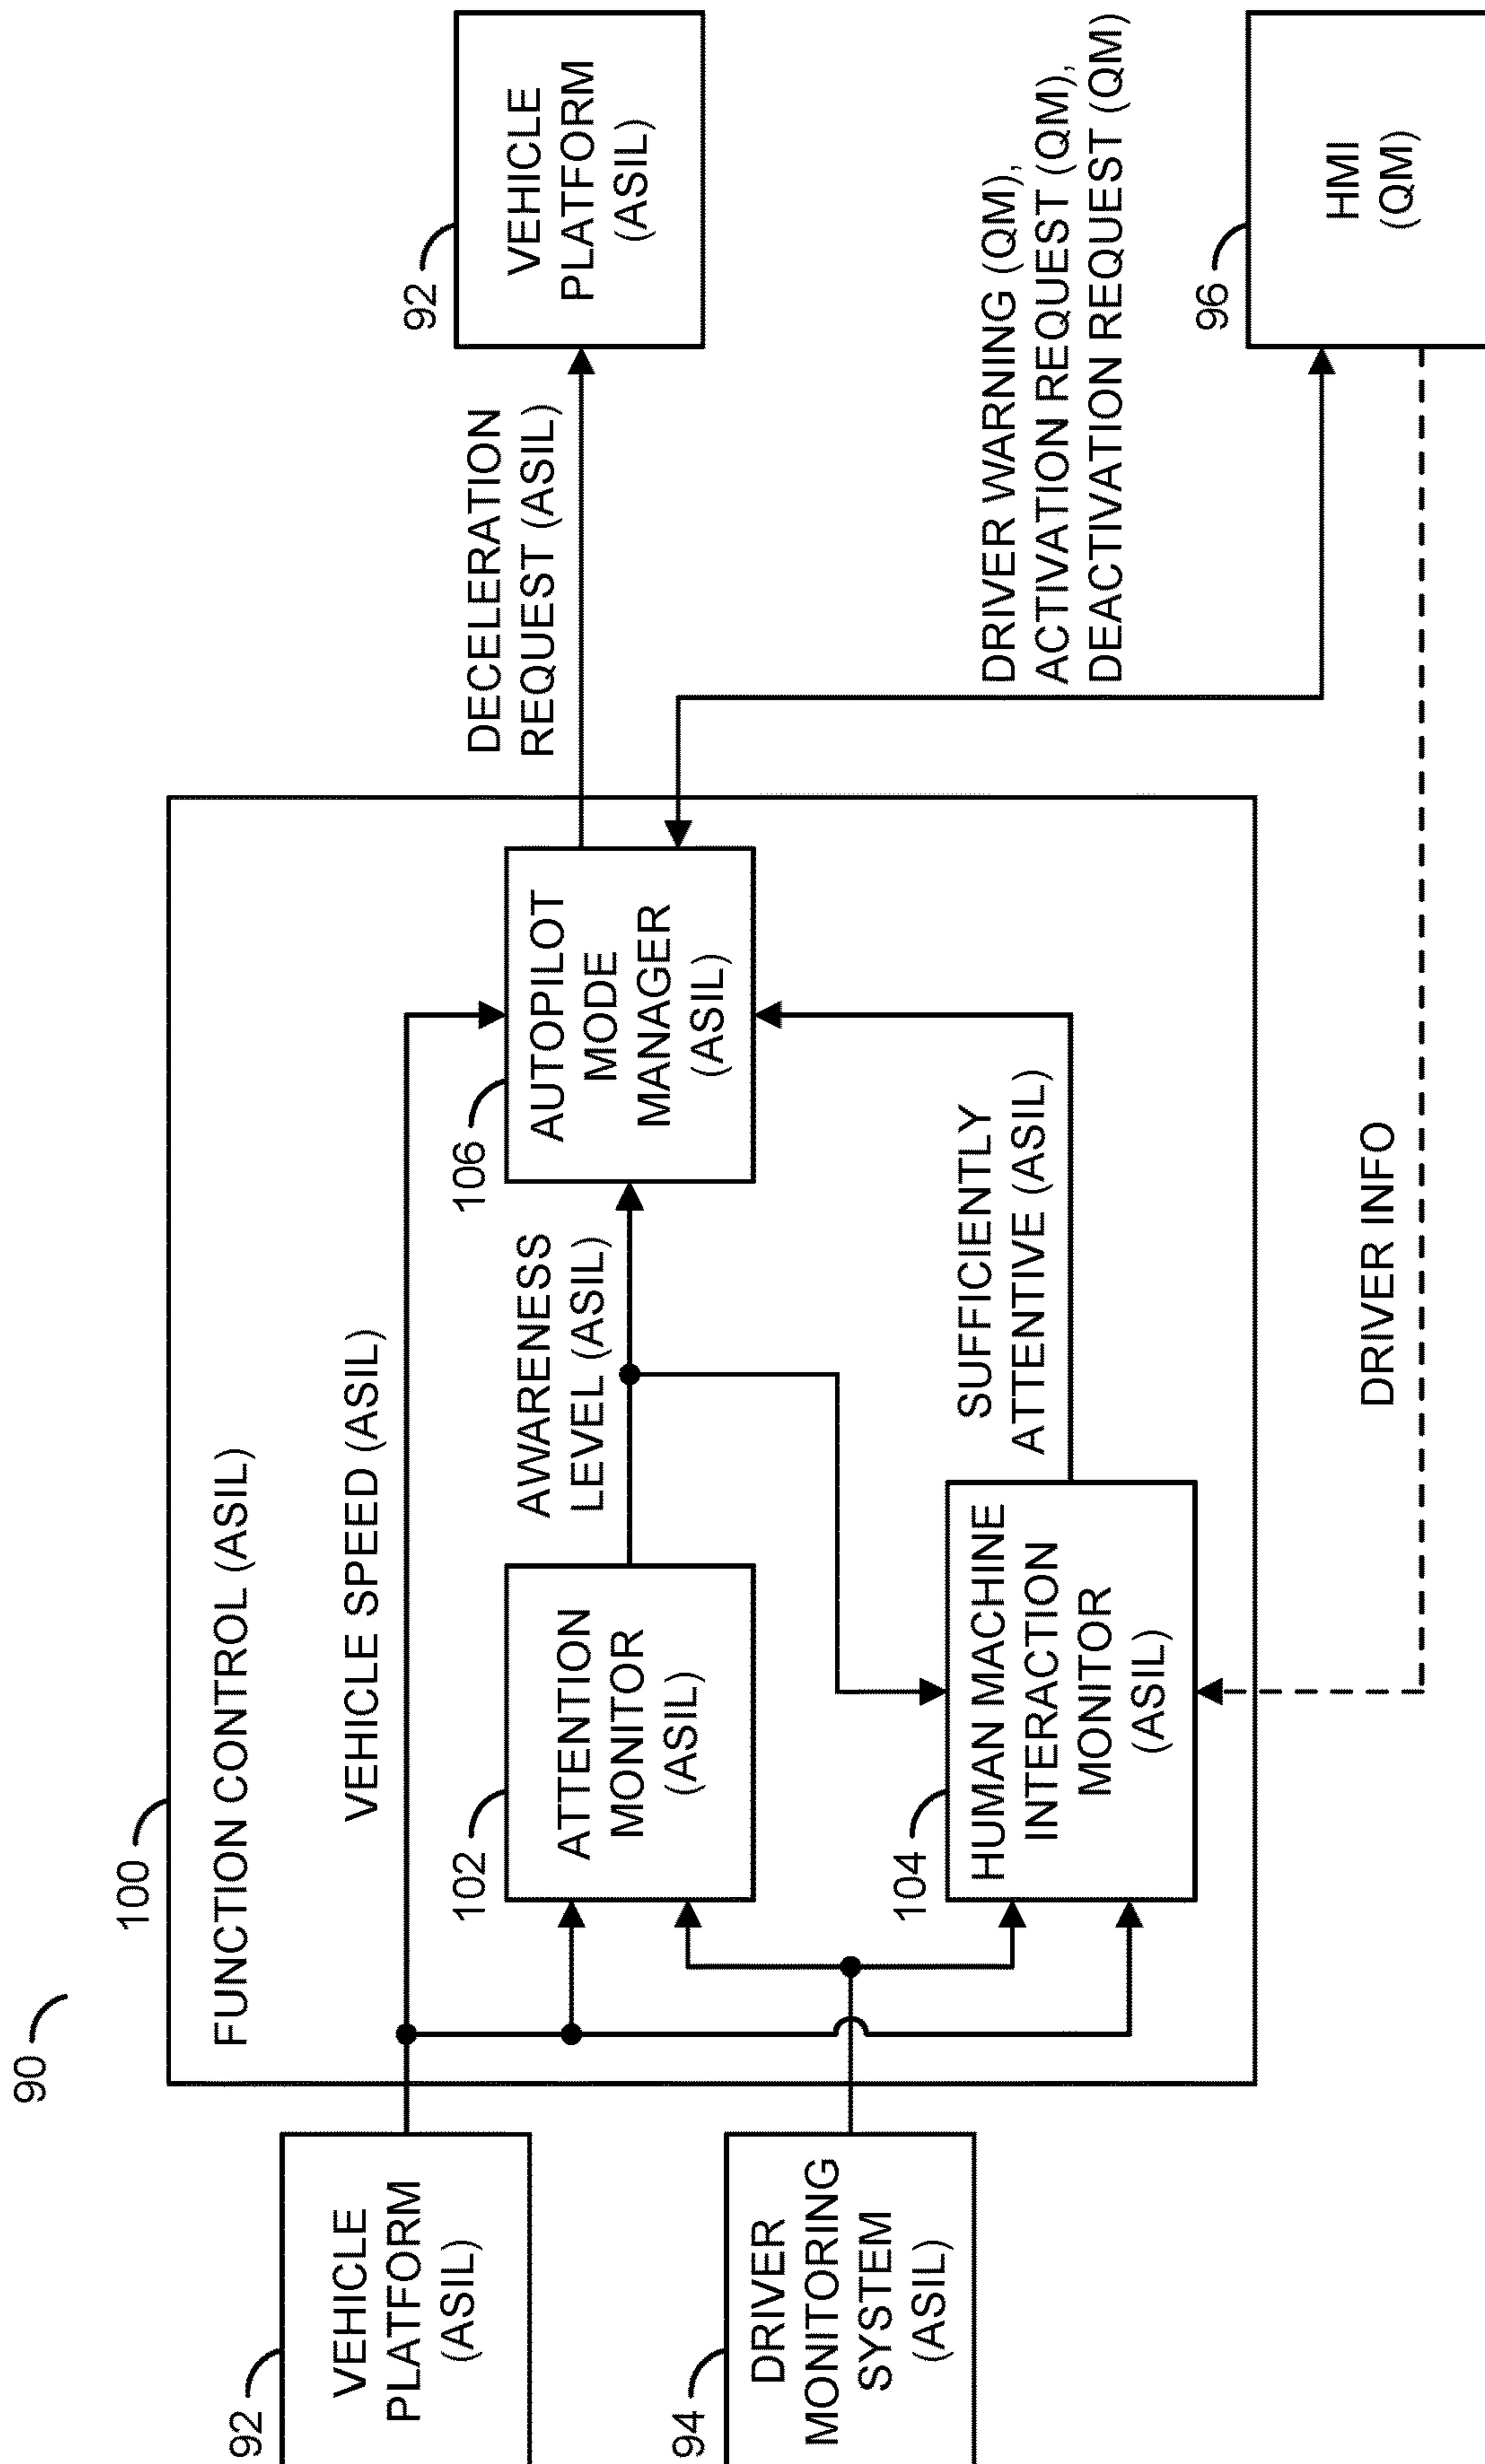 90
100
FUNCTION CONTROL (ASIL)
92
VEHICLE
PLATFORM
(ASIL)
VEHICLE SPEED (ASIL)
94
DRIVER
MONITORING
SYSTEM
(ASIL)
102
ATTENTION
MONITOR
(ASIL)
104
HUMAN MACHINE
INTERACTION
MONITOR
(ASIL)
AWARENESS
LEVEL (ASIL)
SUFFICIENTLY
ATTENTIVE (ASIL)
106
AUTOPILOT
MODE
MANAGER
(ASIL)
DECELERATION
REQUEST (ASIL)
92
VEHICLE
PLATFORM
(ASIL)
DRIVER WARNING (QM),
ACTIVATION REQUEST (QM),
DEACTIVATION REQUEST (QM)
96
HMI
(QM)
DRIVER INFO